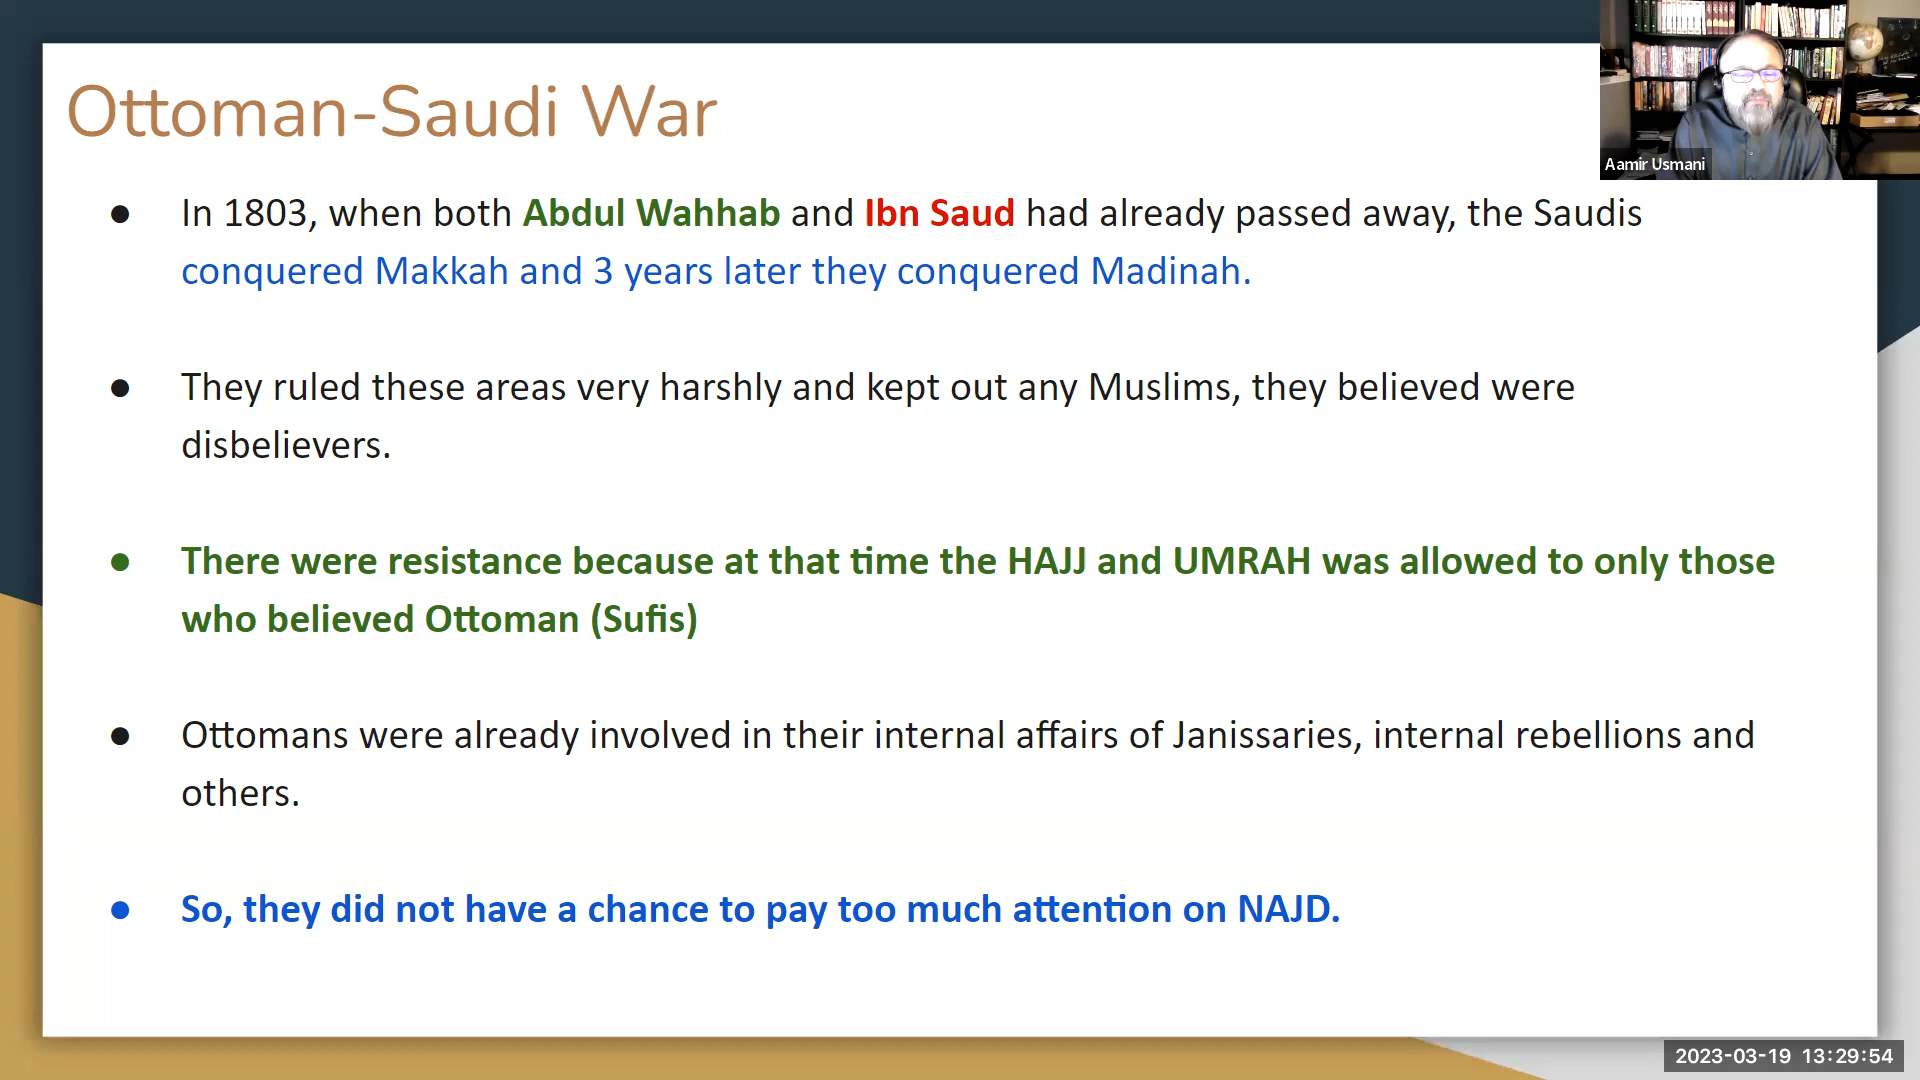 Ottoman-Saudi War
Aamir Usmani
● In 1803, when both Abdul Wahhab and Ibn Saud had already passed away, the Saudis
conquered Makkah and 3 years later they conquered Madinah.
● They ruled these areas very harshly and kept out any Muslims, they believed were
disbelievers.
● There were resistance because at that time the HAJJ and UMRAH was allowed to only those
who believed Ottoman (Sufis)
● Ottomans were already involved in their internal affairs of Janissaries, internal rebellions and
others.
● So, they did not have a chance to pay too much attention on NAJD.
2023-03-19 13:29:54